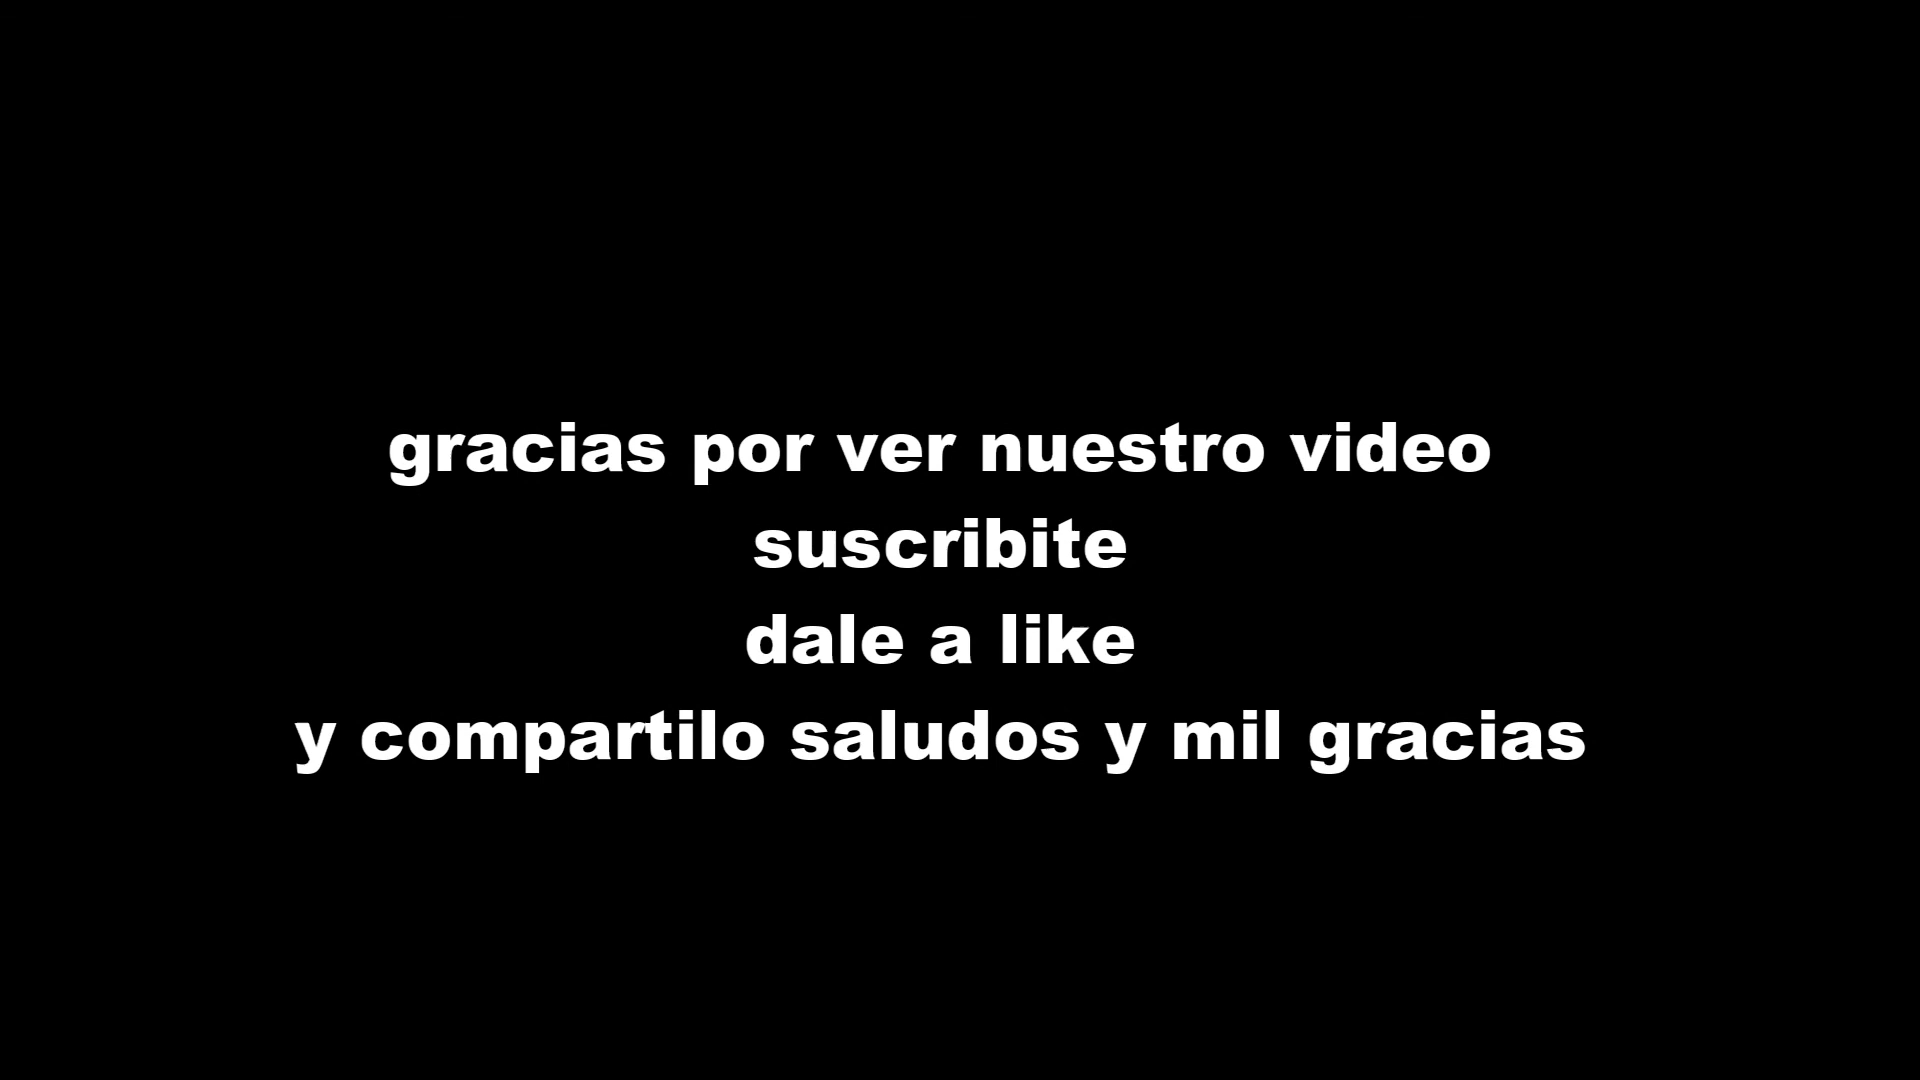 gracias por ver nuestro video
suscribite
dale a like
y compartilo saludos y mil gracias